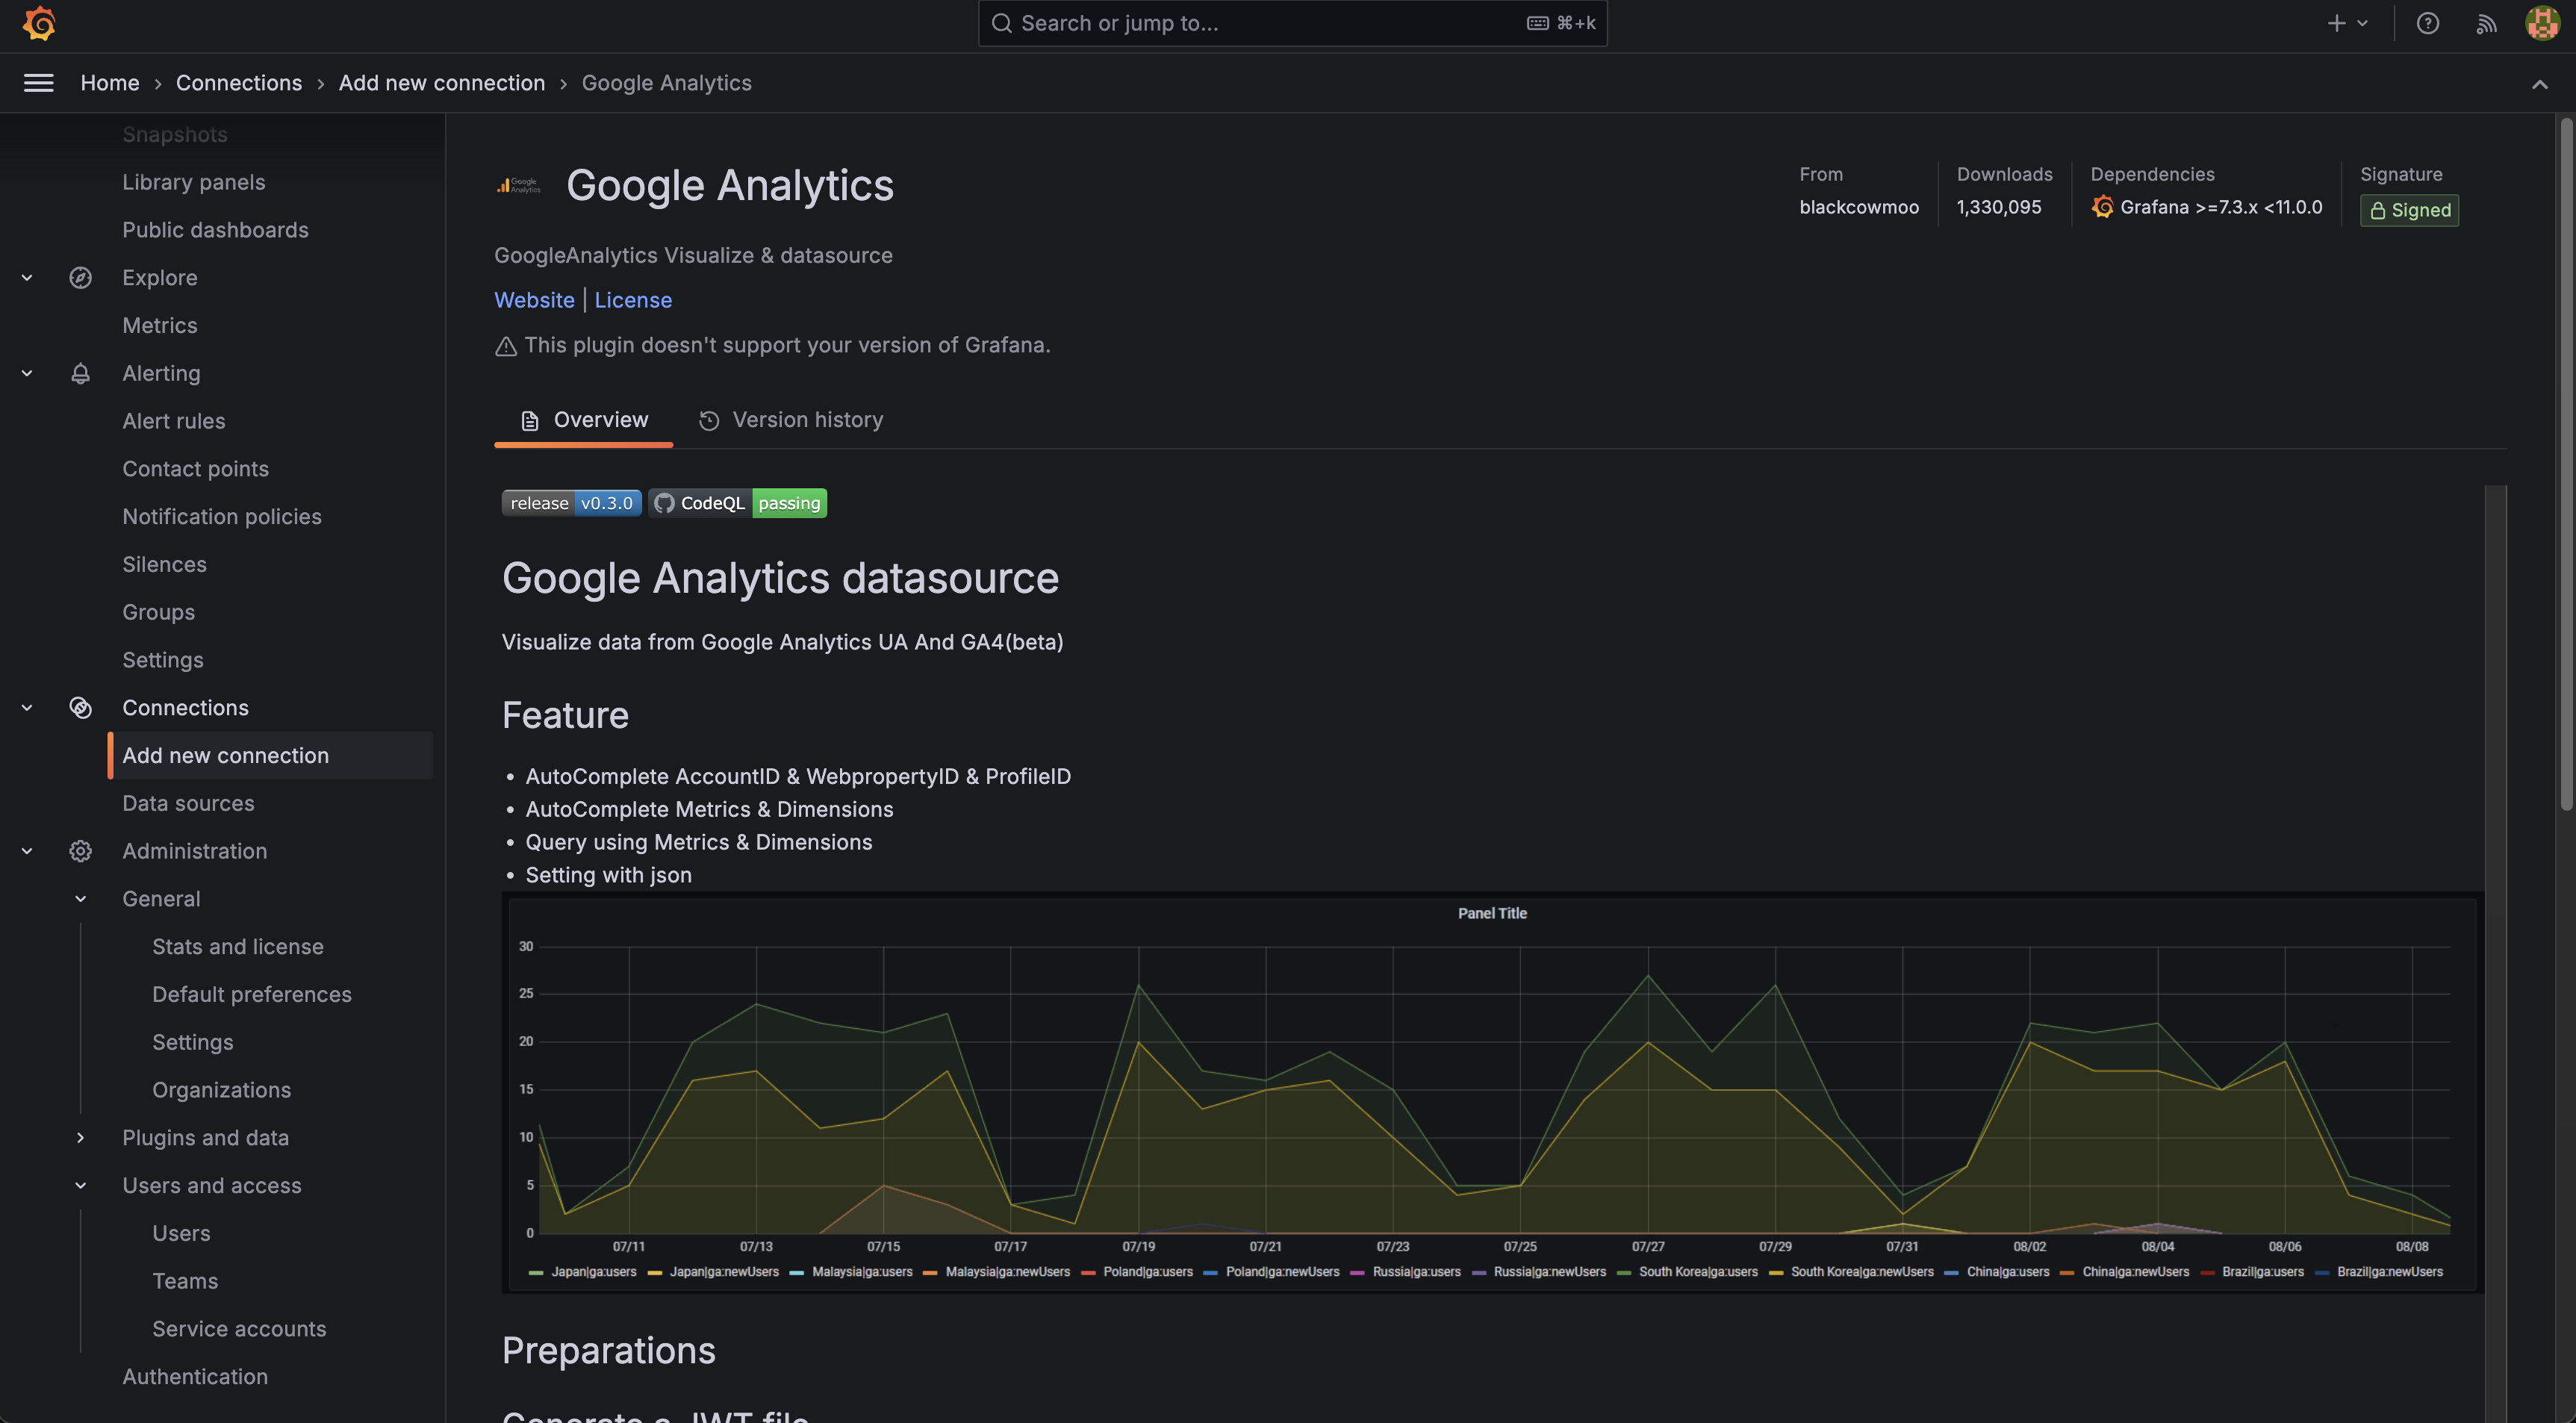 Search or jump to...
⌘+k
Home › Connections › Add new connection › Google Analytics
Snapshots
Library panels
Public dashboards
Explore
Metrics
Alerting
Alert rules
Contact points
Notification policies
Silences
Groups
Settings
Connections
Add new connection
Data sources
Administration
General
Stats and license
Default preferences
Settings
Organizations
Plugins and data
Users and access
Users
Teams
Service accounts
Authentication
Google Analytics
Google Analytics
From
blackcowmoo
Downloads
1,330,095
Dependencies
Grafana >=7.3.x <11.0.0
Signature
Signed
GoogleAnalytics Visualize & datasource
Website | License
This plugin doesn't support your version of Grafana.
Overview Version history
release v0.3.0 CodeQL passing
Google Analytics datasource
Visualize data from Google Analytics UA And GA4(beta)
Feature
• AutoComplete AccountID & WebpropertyID & ProfileID
• AutoComplete Metrics & Dimensions
• Query using Metrics & Dimensions
• Setting with json
Panel Title
30
25
20
15
10
5
0
07/11 07/13 07/15 07/17 07/19 07/21 07/23 07/25 07/27 07/29 07/31 08/02 08/04 08/06 08/08
Japan|ga:users Japan|ga:newUsers Malaysia|ga:users Malaysia|ga:newUsers Poland|ga:users Poland|ga:newUsers Russia|ga:users Russia|ga:newUsers South Korea|ga:users South Korea|ga:newUsers China|ga:users China|ga:newUsers Brazil|ga:users Brazil|ga:newUsers
Preparations
Generate a JWT file